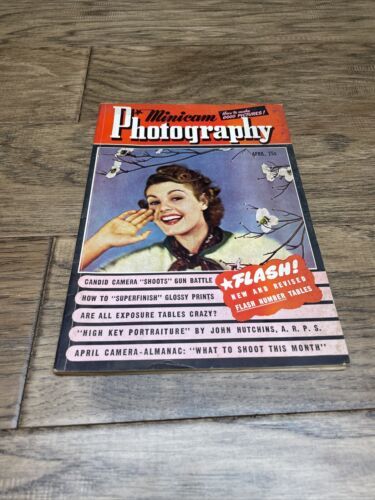 Minicam
How to make
GOOD PICTURES!
Photography
APRIL, 25¢
CANDID CAMERA "SHOOTS" GUN BATTLE
HOW TO "SUPERFINISH" GLOSSY PRINTS
ARE ALL EXPOSURE TABLES CRAZY?
"HIGH KEY PORTRAITURE" BY JOHN HUTCHINS, A. R. P. S.
APRIL CAMERA-ALMANAC: "WHAT TO SHOOT THIS MONTH"
FLASH!
NEW AND REVISED
FLASH NUMBER TABLES